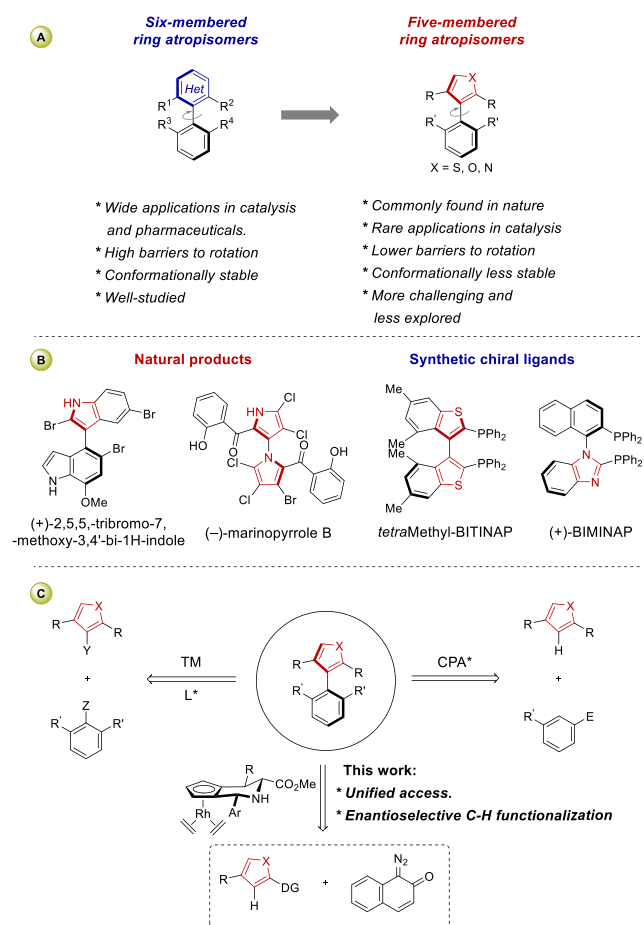 Six-membered
ring atropisomers
Five-membered
ring atropisomers
A
Het
R1
R2
R3
R4
X
R
R
R'
R'
X = S, O, N
* Wide applications in catalysis
and pharmaceuticals.
* High barriers to rotation
* Conformationally stable
* Well-studied
* Commonly found in nature
* Rare applications in catalysis
* Lower barriers to rotation
* Conformationally less stable
* More challenging and
less explored
B
Natural products
Synthetic chiral ligands
HN
Br
Br
Br
N
H
OMe
(+)-2,5,5,-tribromo-7,
-methoxy-3,4'-bi-1H-indole
HO
O
HN
Cl
Cl
N
Cl
Cl
Br
O
OH
(–)-marinopyrrole B
Me
S
PPh2
Me
Me
PPh2
S
Me
tetraMethyl-BITINAP
PPh2
N
PPh2
N
(+)-BIMINAP
C
X
R
R
Y
+
Z
R'
R'
TM
L*
X
R
R
R'
R'
CPA*
X
R
R
H
+
R'
E
R
CO2Me
NH
Rh
Ar
This work:
* Unified access.
* Enantioselective C-H functionalization
X
R
DG
H
+
N2
O